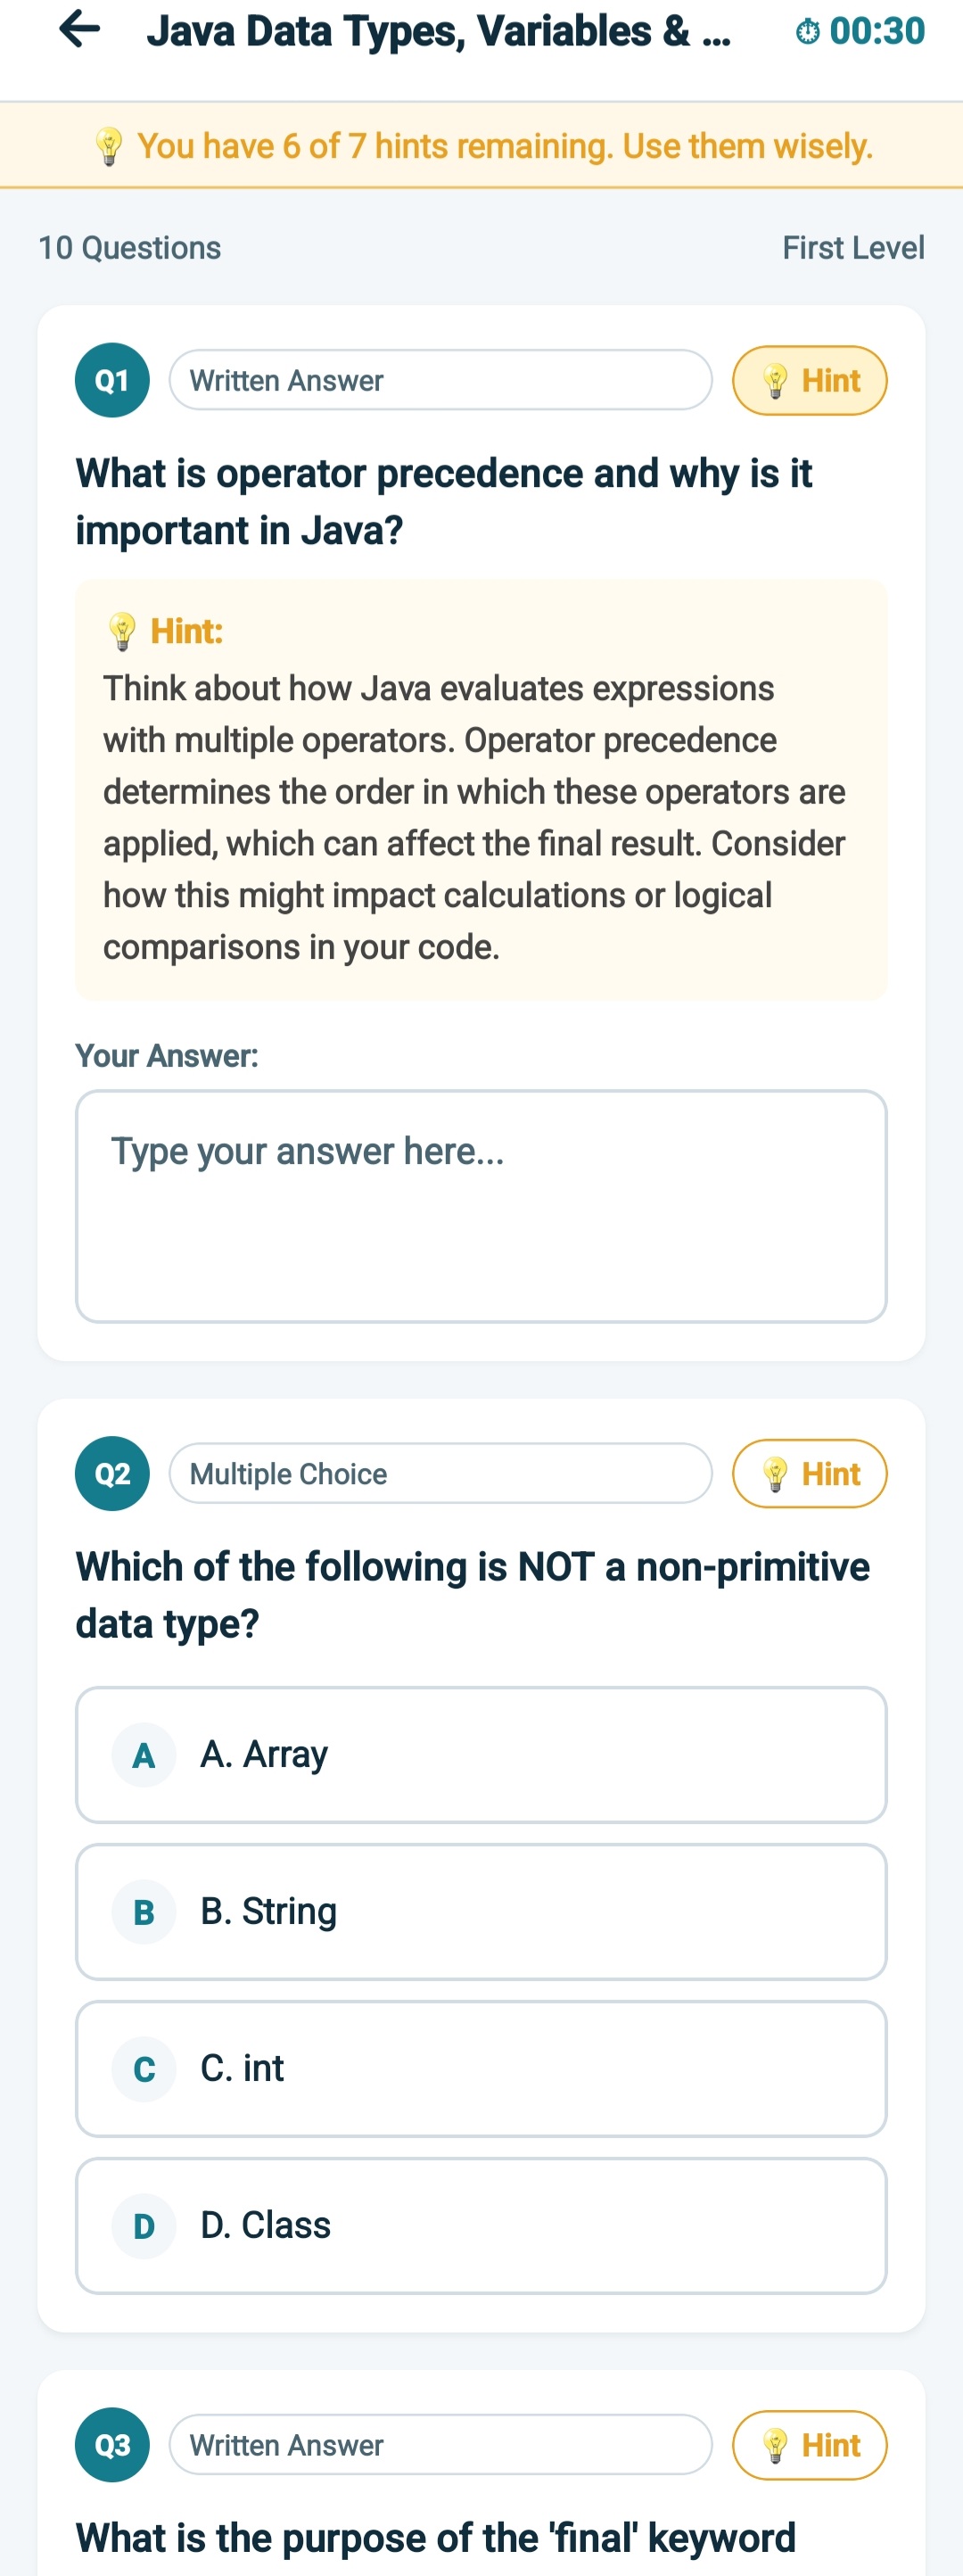 Java Data Types, Variables & ...
00:30
You have 6 of 7 hints remaining. Use them wisely.
10 Questions
First Level
Q1
Written Answer
Hint
What is operator precedence and why is it
important in Java?
Hint:
Think about how Java evaluates expressions
with multiple operators. Operator precedence
determines the order in which these operators are
applied, which can affect the final result. Consider
how this might impact calculations or logical
comparisons in your code.
Your Answer:
Type your answer here...
Q2
Multiple Choice
Hint
Which of the following is NOT a non-primitive
data type?
A A. Array
B B. String
C C. int
D D. Class
Q3
Written Answer
Hint
What is the purpose of the 'final' keyword